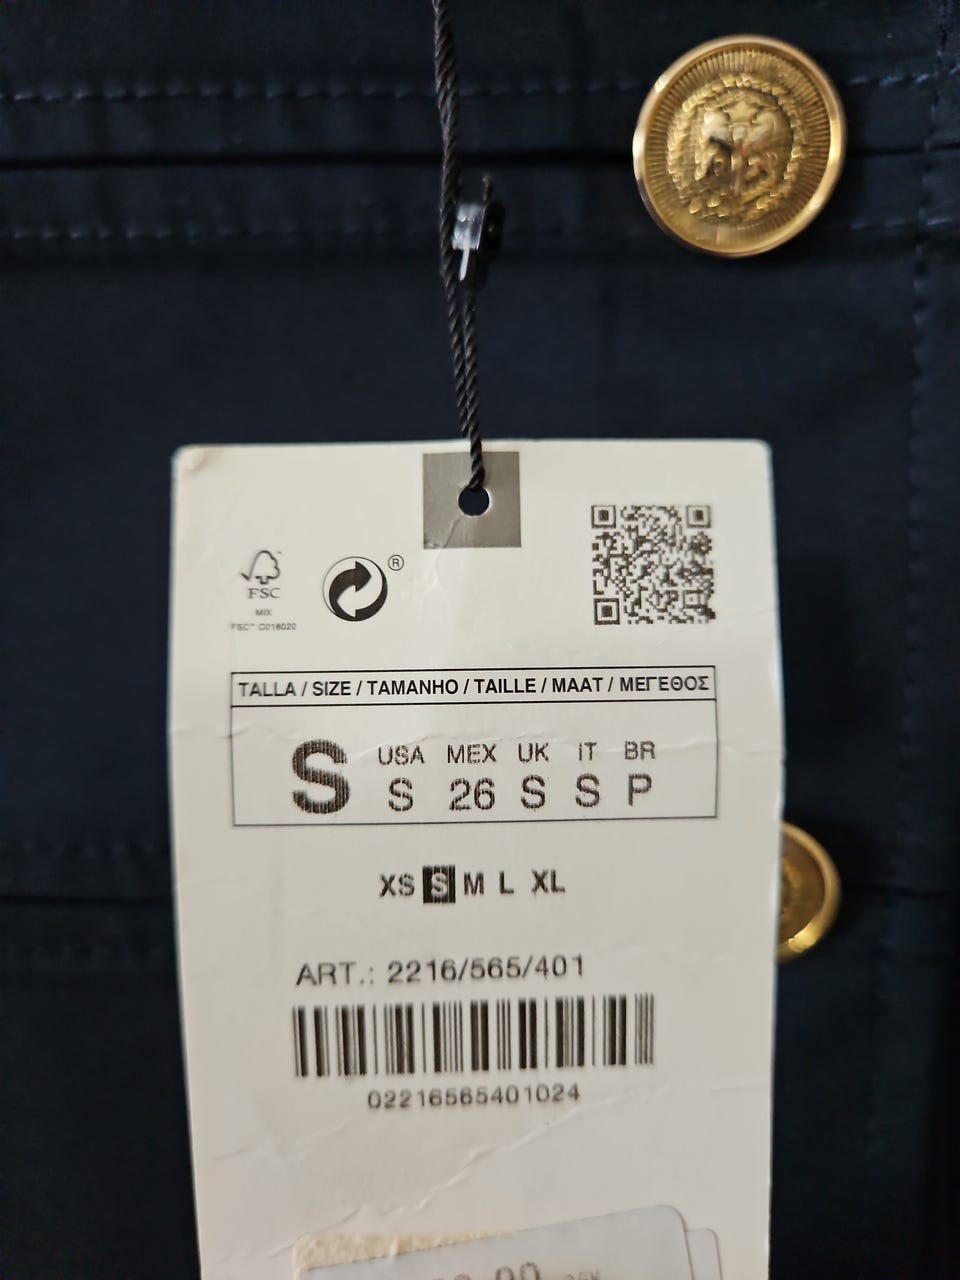 FSC
MIX
FSC™ C018020
®
TALLA / SIZE / TAMANHO / TAILLE / MAAT / ΜΕΓΕΘΟΣ
S USA MEX UK IT BR
S 26 S S P
XS S M L XL
ART.: 2216/565/401
02216565401024